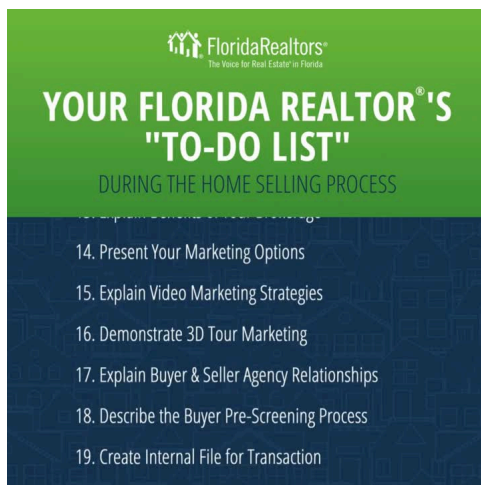 FloridaRealtors®
The Voice for Real Estate® in Florida
YOUR FLORIDA REALTOR®'S
"TO-DO LIST"
DURING THE HOME SELLING PROCESS
14. Present Your Marketing Options
15. Explain Video Marketing Strategies
16. Demonstrate 3D Tour Marketing
17. Explain Buyer & Seller Agency Relationships
18. Describe the Buyer Pre-Screening Process
19. Create Internal File for Transaction